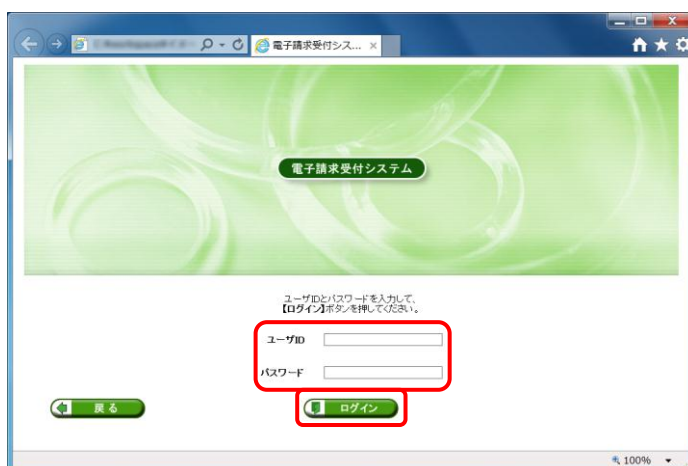 電子請求受付シス...
電子請求受付システム
ユーザIDとパスワードを入力して、
【ログイン】ボタンを押してください。
ユーザID
パスワード
戻る
ログイン
100%